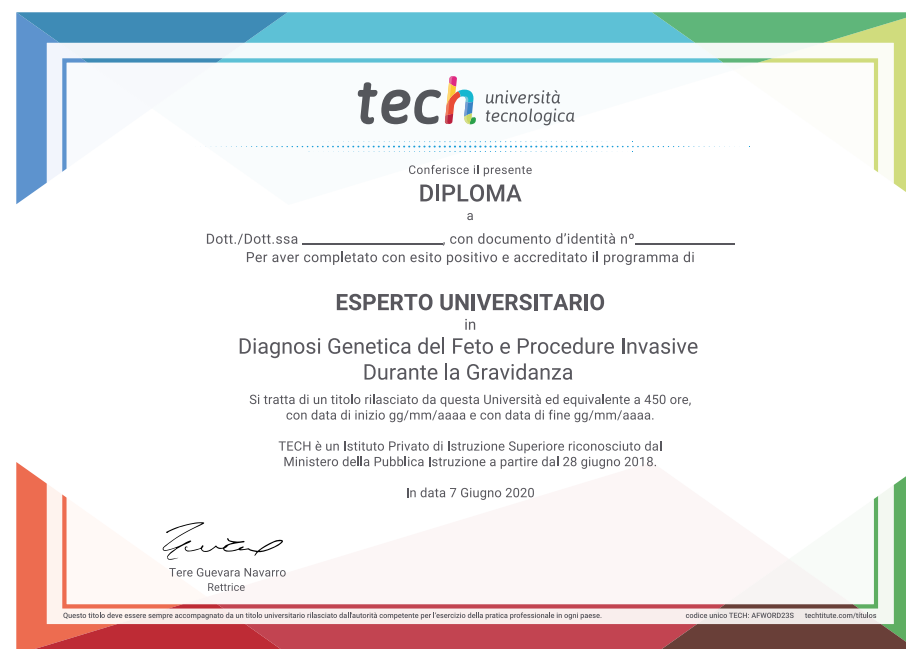 tech università
tecnologica
Conferisce il presente
DIPLOMA
a
Dott./Dott.ssa ____________________, con documento d'identità nº______________
Per aver completato con esito positivo e accreditato il programma di
ESPERTO UNIVERSITARIO
in
Diagnosi Genetica del Feto e Procedure Invasive
Durante la Gravidanza
Si tratta di un titolo rilasciato da questa Università ed equivalente a 450 ore,
con data di inizio gg/mm/aaaa e con data di fine gg/mm/aaaa.
TECH è un Istituto Privato di Istruzione Superiore riconosciuto dal
Ministero della Pubblica Istruzione a partire dal 28 giugno 2018.
In data 7 Giugno 2020
Tere Guevara Navarro
Rettrice
Questo titolo deve essere sempre accompagnato da un titolo universitario rilasciato dall'autorità competente per l'esercizio della pratica professionale in ogni paese. codice unico TECH: AFWORD23S techtitute.com/titulos